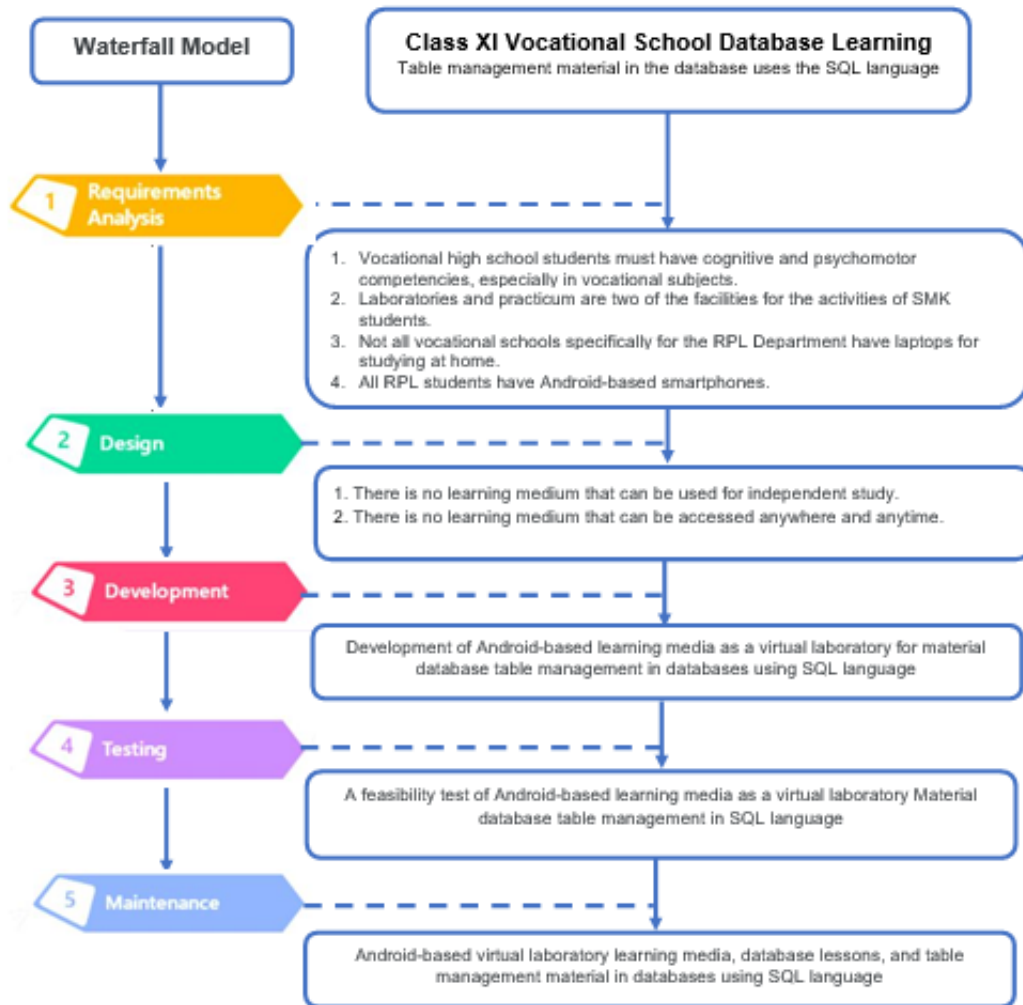 Waterfall Model
Class XI Vocational School Database Learning
Table management material in the database uses the SQL language
1
Requirements
Analysis
1. Vocational high school students must have cognitive and psychomotor
competencies, especially in vocational subjects.
2. Laboratories and practicum are two of the facilities for the activities of SMK
students.
3. Not all vocational schools specifically for the RPL Department have laptops for
studying at home.
4. All RPL students have Android-based smartphones.
2
Design
1. There is no learning medium that can be used for independent study.
2. There is no learning medium that can be accessed anywhere and anytime.
3
Development
Development of Android-based learning media as a virtual laboratory for material
database table management in databases using SQL language
4
Testing
A feasibility test of Android-based learning media as a virtual laboratory Material
database table management in SQL language
5
Maintenance
Android-based virtual laboratory learning media, database lessons, and table
management material in databases using SQL language